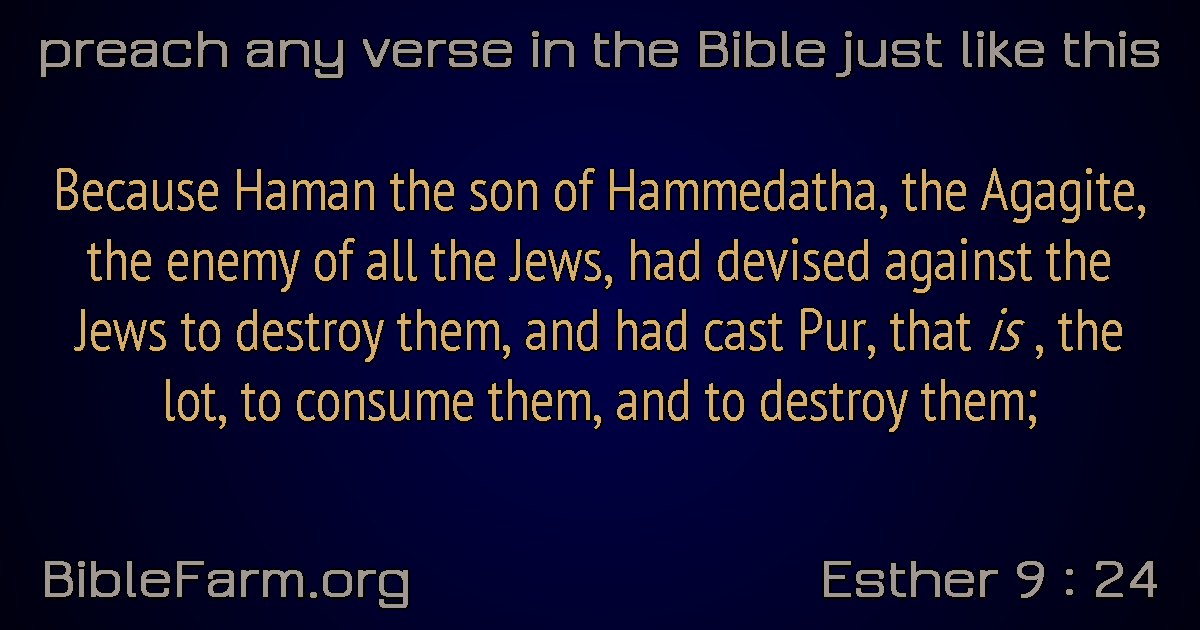 preach any verse in the Bible just like this
Because Haman the son of Hammedatha, the Agagite,
the enemy of all the Jews, had devised against the
Jews to destroy them, and had cast Pur, that is , the
lot, to consume them, and to destroy them;
BibleFarm.org
Esther 9 : 24